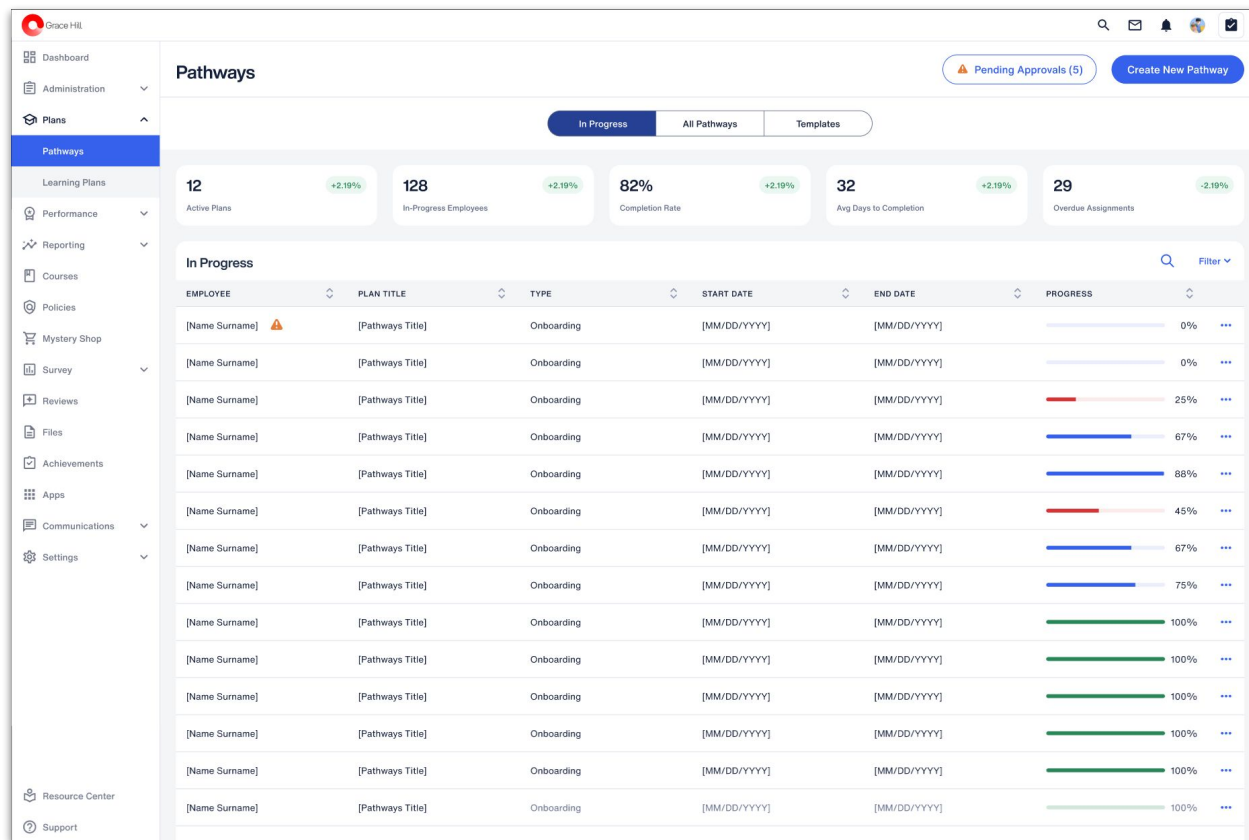 Grace Hill
Dashboard
Administration
Plans
Pathways
Learning Plans
Performance
Reporting
Courses
Policies
Mystery Shop
Survey
Reviews
Files
Achievements
Apps
Communications
Settings
Resource Center
Support
Pathways
Pending Approvals (5)
Create New Pathway
In Progress All Pathways Templates
12 +2.19% 128 +2.19% 82% +2.19% 32 +2.19% 29 -2.19%
Active Plans In-Progress Employees Completion Rate Avg Days to Completion Overdue Assignments
In Progress Filter
EMPLOYEE PLAN TITLE TYPE START DATE END DATE PROGRESS
[Name Surname] [Pathways Title] Onboarding [MM/DD/YYYY] [MM/DD/YYYY] 0%
[Name Surname] [Pathways Title] Onboarding [MM/DD/YYYY] [MM/DD/YYYY] 0%
[Name Surname] [Pathways Title] Onboarding [MM/DD/YYYY] [MM/DD/YYYY] 25%
[Name Surname] [Pathways Title] Onboarding [MM/DD/YYYY] [MM/DD/YYYY] 67%
[Name Surname] [Pathways Title] Onboarding [MM/DD/YYYY] [MM/DD/YYYY] 88%
[Name Surname] [Pathways Title] Onboarding [MM/DD/YYYY] [MM/DD/YYYY] 45%
[Name Surname] [Pathways Title] Onboarding [MM/DD/YYYY] [MM/DD/YYYY] 67%
[Name Surname] [Pathways Title] Onboarding [MM/DD/YYYY] [MM/DD/YYYY] 75%
[Name Surname] [Pathways Title] Onboarding [MM/DD/YYYY] [MM/DD/YYYY] 100%
[Name Surname] [Pathways Title] Onboarding [MM/DD/YYYY] [MM/DD/YYYY] 100%
[Name Surname] [Pathways Title] Onboarding [MM/DD/YYYY] [MM/DD/YYYY] 100%
[Name Surname] [Pathways Title] Onboarding [MM/DD/YYYY] [MM/DD/YYYY] 100%
[Name Surname] [Pathways Title] Onboarding [MM/DD/YYYY] [MM/DD/YYYY] 100%
[Name Surname] [Pathways Title] Onboarding [MM/DD/YYYY] [MM/DD/YYYY] 100%